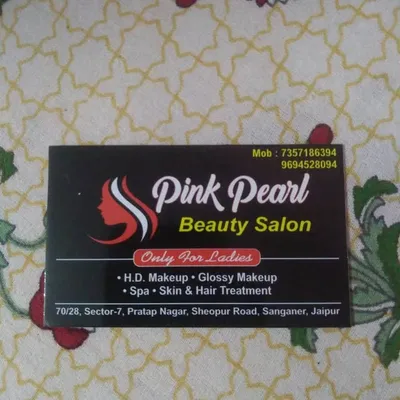 Mob : 7357186394
9694528094
Pink Pearl
Beauty Salon
Only For Ladies
• H.D. Makeup • Glossy Makeup
• Spa • Skin & Hair Treatment
70/28, Sector-7, Pratap Nagar, Sheopur Road, Sanganer, Jaipur